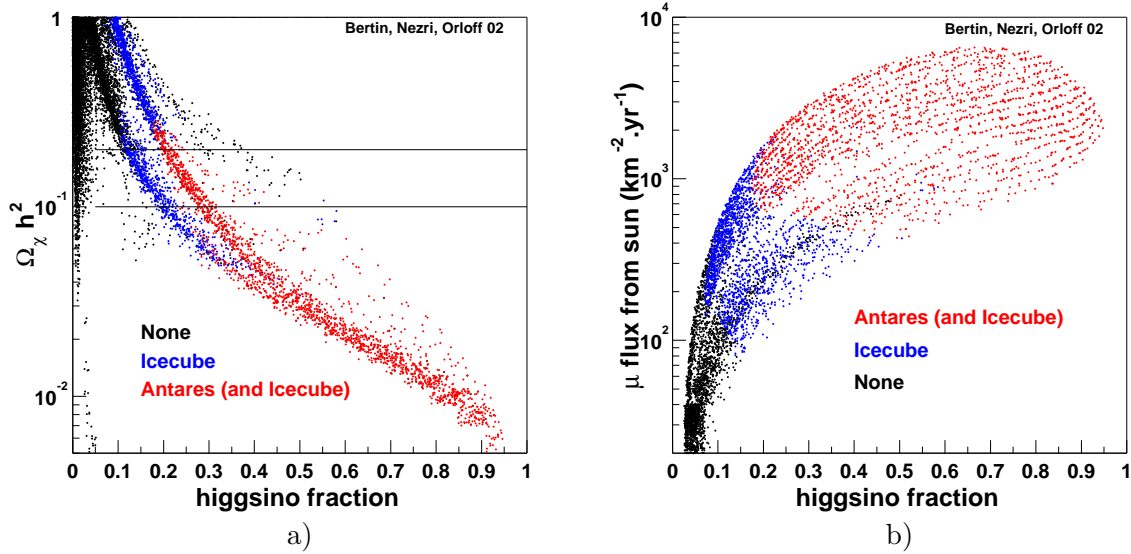 Bertin, Nezri, Orloff 02
1
10⁻¹
10⁻²
Ω_χ h²
None
Icecube
Antares (and Icecube)
0 0.1 0.2 0.3 0.4 0.5 0.6 0.7 0.8 0.9 1
higgsino fraction
a)
Bertin, Nezri, Orloff 02
10⁴
10³
10²
μ flux from sun (km⁻².yr⁻¹)
Antares (and Icecube)
Icecube
None
0 0.1 0.2 0.3 0.4 0.5 0.6 0.7 0.8 0.9 1
higgsino fraction
b)